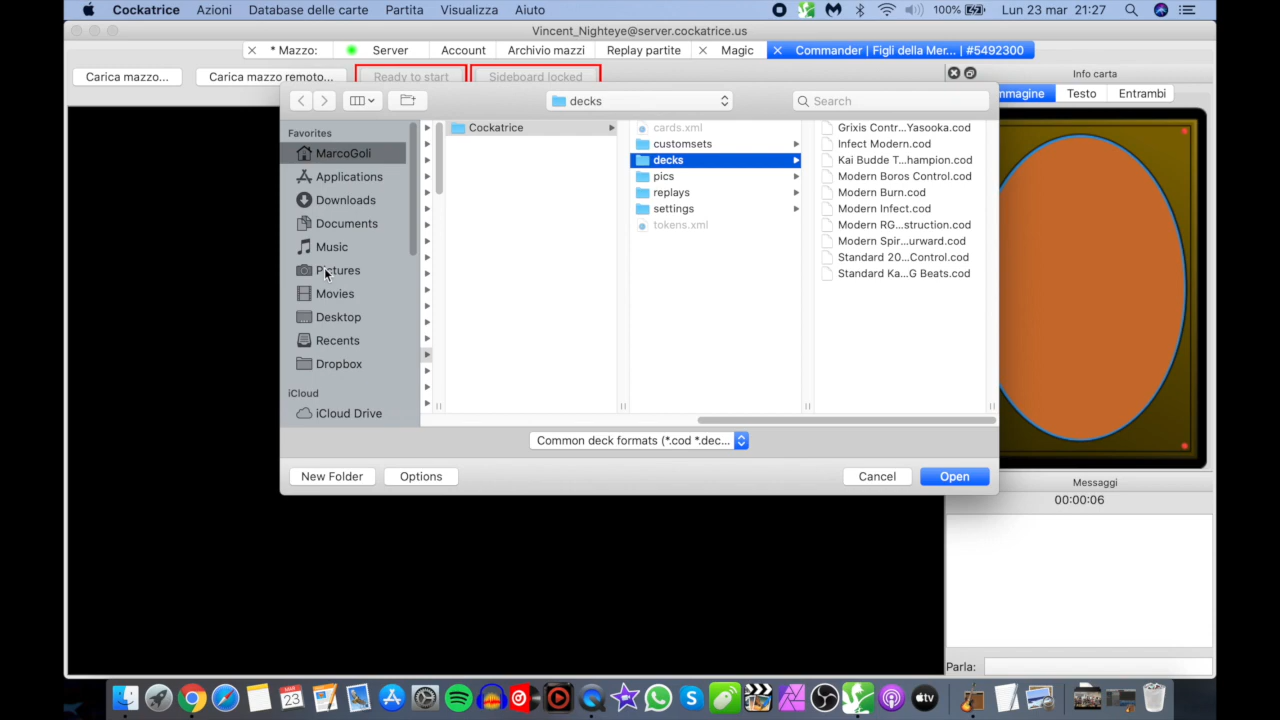 Cockatrice Azioni Database delle carte Partita Visualizza Aiuto 100% Lun 23 mar 21:27
Vincent_Nighteye@server.cockatrice.us
* Mazzo: Server Account Archivio mazzi Replay partite Magic Commander | Figli della Mer... | #5492300
Carica mazzo... Carica mazzo remoto... Ready to start Sideboard locked Info carta
decks Search
mmagine Testo Entrambi
Favorites
MarcoGoli
Applications
Downloads
Documents
Music
Pictures
Movies
Desktop
Recents
Dropbox
iCloud
iCloud Drive
Cockatrice
cards.xml
customsets
decks
pics
replays
settings
tokens.xml
Grixis Contr...Yasooka.cod
Infect Modern.cod
Kai Budde T...hampion.cod
Modern Boros Control.cod
Modern Burn.cod
Modern Infect.cod
Modern RG...struction.cod
Modern Spir...urward.cod
Standard 20...Control.cod
Standard Ka...G Beats.cod
Common deck formats (*.cod *.dec...
New Folder Options Cancel Open
Messaggi
00:00:06
Parla:
MAR
23
tv